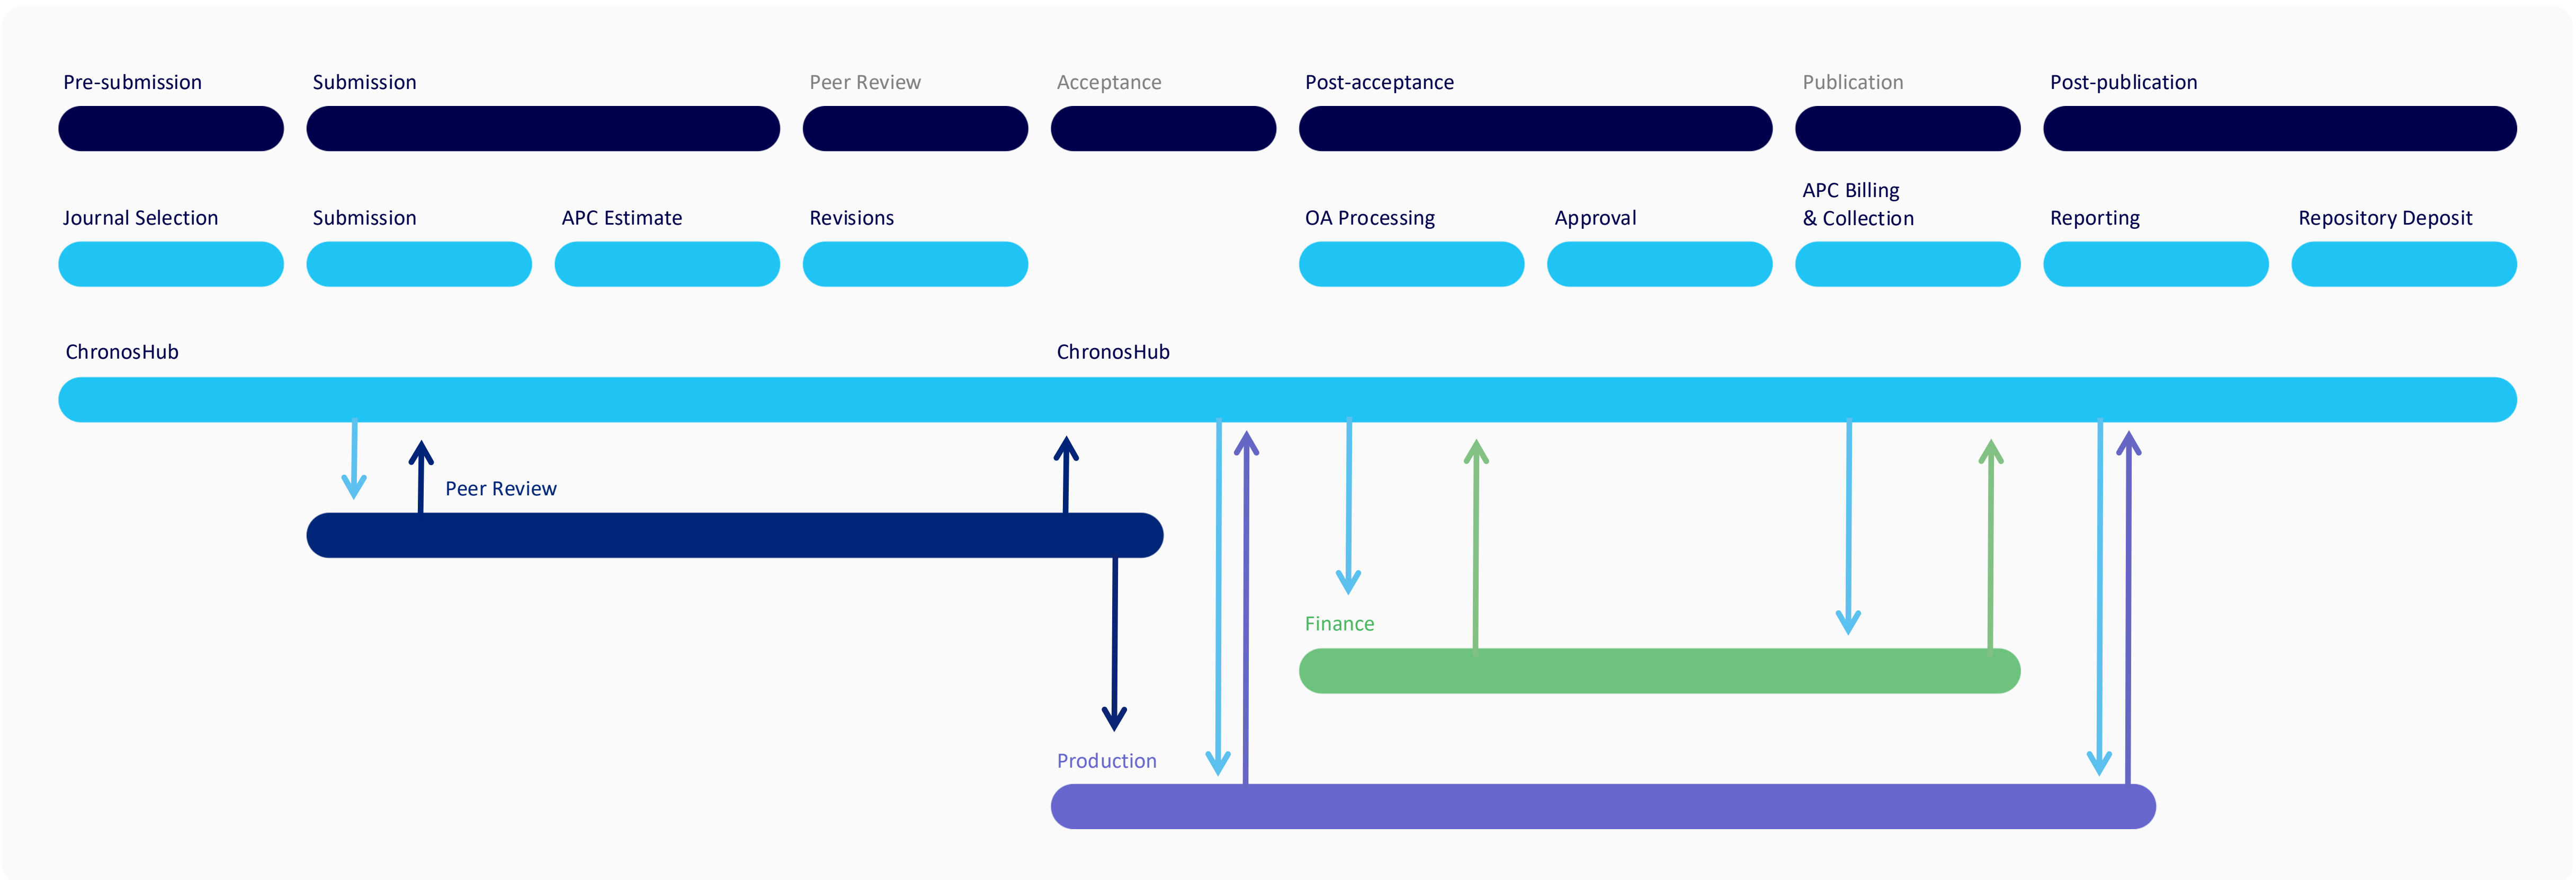 Pre-submission
Submission
Peer Review
Acceptance
Post-acceptance
Publication
Post-publication
Journal Selection
Submission
APC Estimate
Revisions
OA Processing
Approval
APC Billing
& Collection
Reporting
Repository Deposit
ChronosHub
ChronosHub
Peer Review
Finance
Production